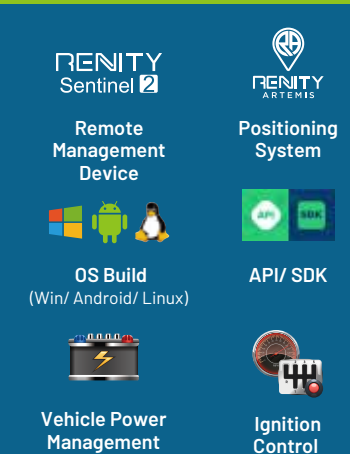 RENITY
Sentinel 2
Remote
Management
Device
OS Build
(Win/ Android/ Linux)
Vehicle Power
Management
RA
RENITY
ARTEMIS
Positioning
System
API
SDK
API/ SDK
Ignition
Control